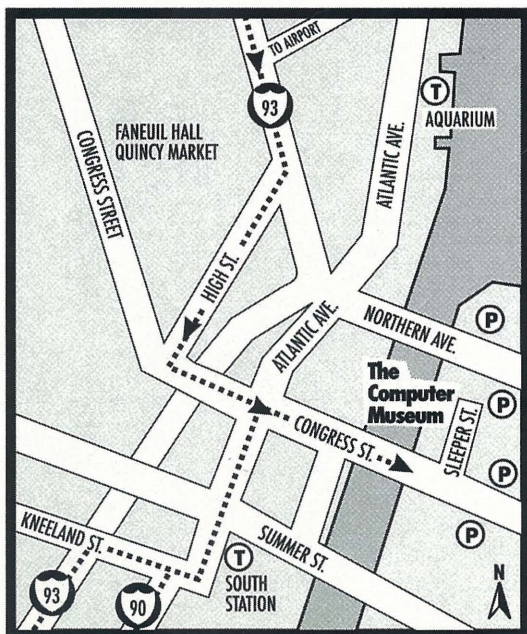 TO AIRPORT
93
T
AQUARIUM
FANEUIL HALL
QUINCY MARKET
CONGRESS STREET
ATLANTIC AVE.
HIGH ST.
ATLANTIC AVE.
NORTHERN AVE.
P
The
Computer
Museum
P
SLEEPER ST.
CONGRESS ST.
P
P
KNEELAND ST.
SUMMER ST.
T
SOUTH
STATION
93
90
N